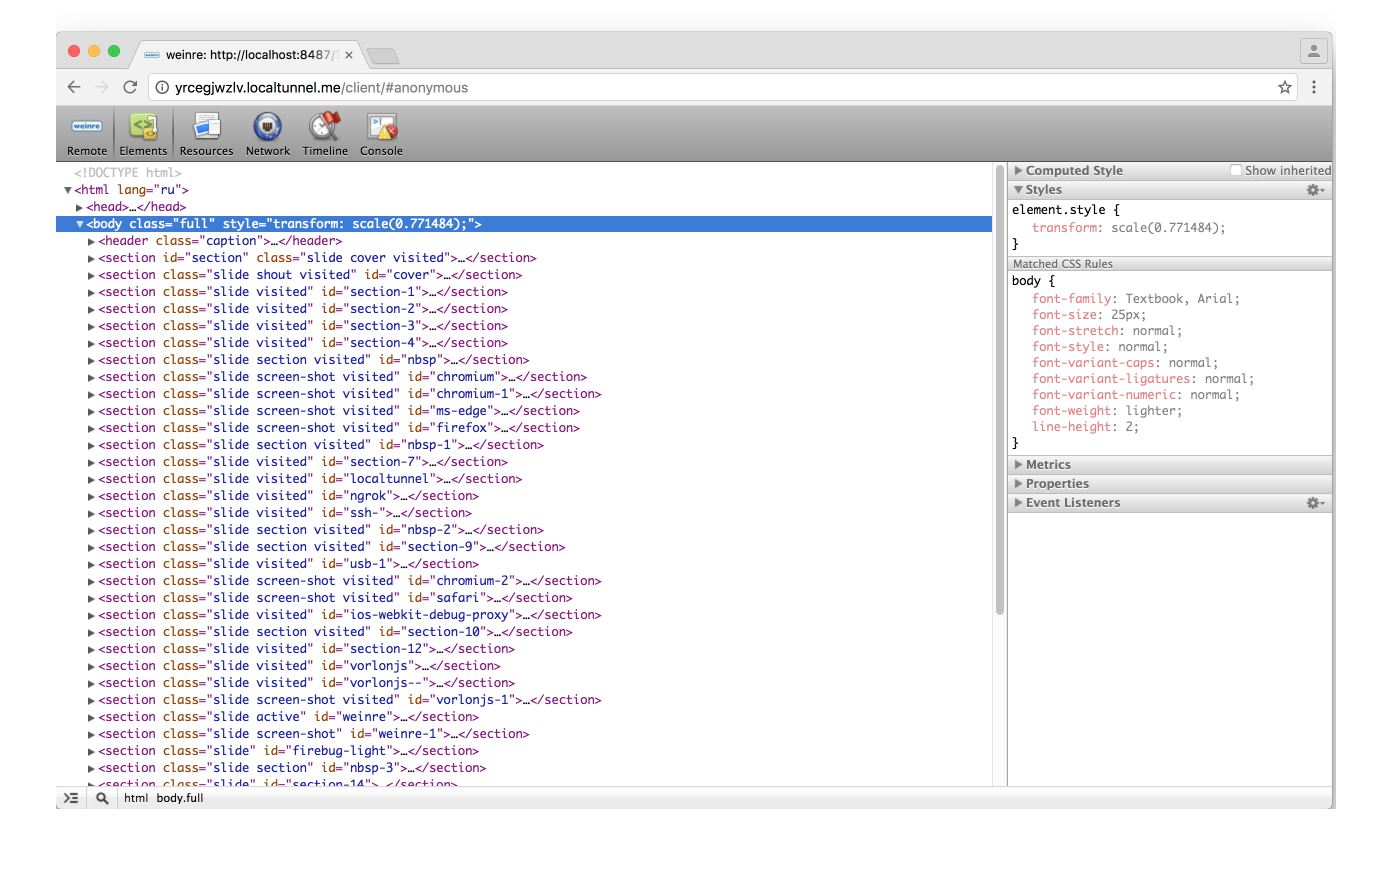 weinre: http://localhost:8487/
yrcegjwzlv.localtunnel.me/client/#anonymous
weinre
Remote Elements Resources Network Timeline Console
<!DOCTYPE html>
<html lang="ru">
<head>…</head>
<body class="full" style="transform: scale(0.771484);">
<header class="caption">…</header>
<section id="section" class="slide cover visited">…</section>
<section class="slide shout visited" id="cover">…</section>
<section class="slide visited" id="section-1">…</section>
<section class="slide visited" id="section-2">…</section>
<section class="slide visited" id="section-3">…</section>
<section class="slide visited" id="section-4">…</section>
<section class="slide section visited" id="nbsp">…</section>
<section class="slide screen-shot visited" id="chromium">…</section>
<section class="slide screen-shot visited" id="chromium-1">…</section>
<section class="slide screen-shot visited" id="ms-edge">…</section>
<section class="slide screen-shot visited" id="firefox">…</section>
<section class="slide section visited" id="nbsp-1">…</section>
<section class="slide visited" id="section-7">…</section>
<section class="slide visited" id="localtunnel">…</section>
<section class="slide visited" id="ngrok">…</section>
<section class="slide visited" id="ssh-">…</section>
<section class="slide section visited" id="nbsp-2">…</section>
<section class="slide section visited" id="section-9">…</section>
<section class="slide visited" id="usb-1">…</section>
<section class="slide screen-shot visited" id="chromium-2">…</section>
<section class="slide screen-shot visited" id="safari">…</section>
<section class="slide visited" id="ios-webkit-debug-proxy">…</section>
<section class="slide section visited" id="section-10">…</section>
<section class="slide visited" id="section-12">…</section>
<section class="slide visited" id="vorlonjs">…</section>
<section class="slide visited" id="vorlonjs--">…</section>
<section class="slide screen-shot visited" id="vorlonjs-1">…</section>
<section class="slide active" id="weinre">…</section>
<section class="slide screen-shot" id="weinre-1">…</section>
<section class="slide" id="firebug-light">…</section>
<section class="slide section" id="nbsp-3">…</section>
<section class="slide" id="section-14">…</section>
html body.full
Computed Style Show inherited
Styles
element.style {
transform: scale(0.771484);
}
Matched CSS Rules
body {
font-family: Textbook, Arial;
font-size: 25px;
font-stretch: normal;
font-style: normal;
font-variant-caps: normal;
font-variant-ligatures: normal;
font-variant-numeric: normal;
font-weight: lighter;
line-height: 2;
}
Metrics
Properties
Event Listeners